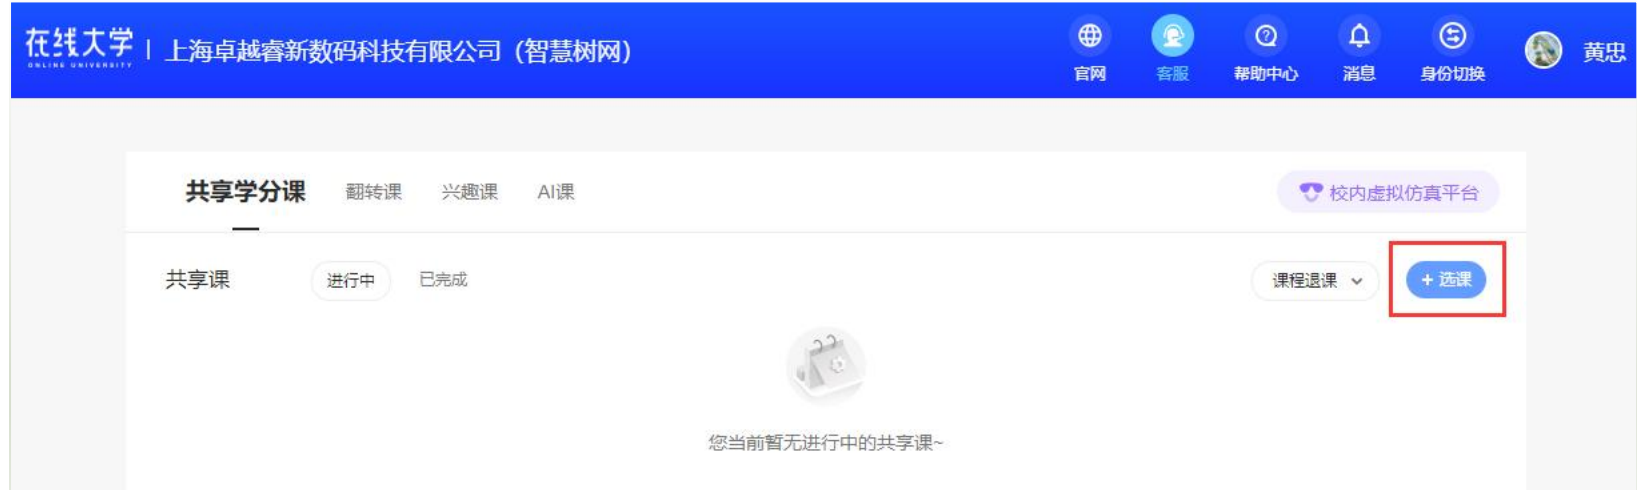 在线大学 | 上海卓越睿新数码科技有限公司（智慧树网）
ONLINE UNIVERSITY
官网 客服 帮助中心 消息 身份切换 黄忠
共享学分课 翻转课 兴趣课 AI课 校内虚拟仿真平台
共享课 进行中 已完成 课程退课 + 选课
您当前暂无进行中的共享课~